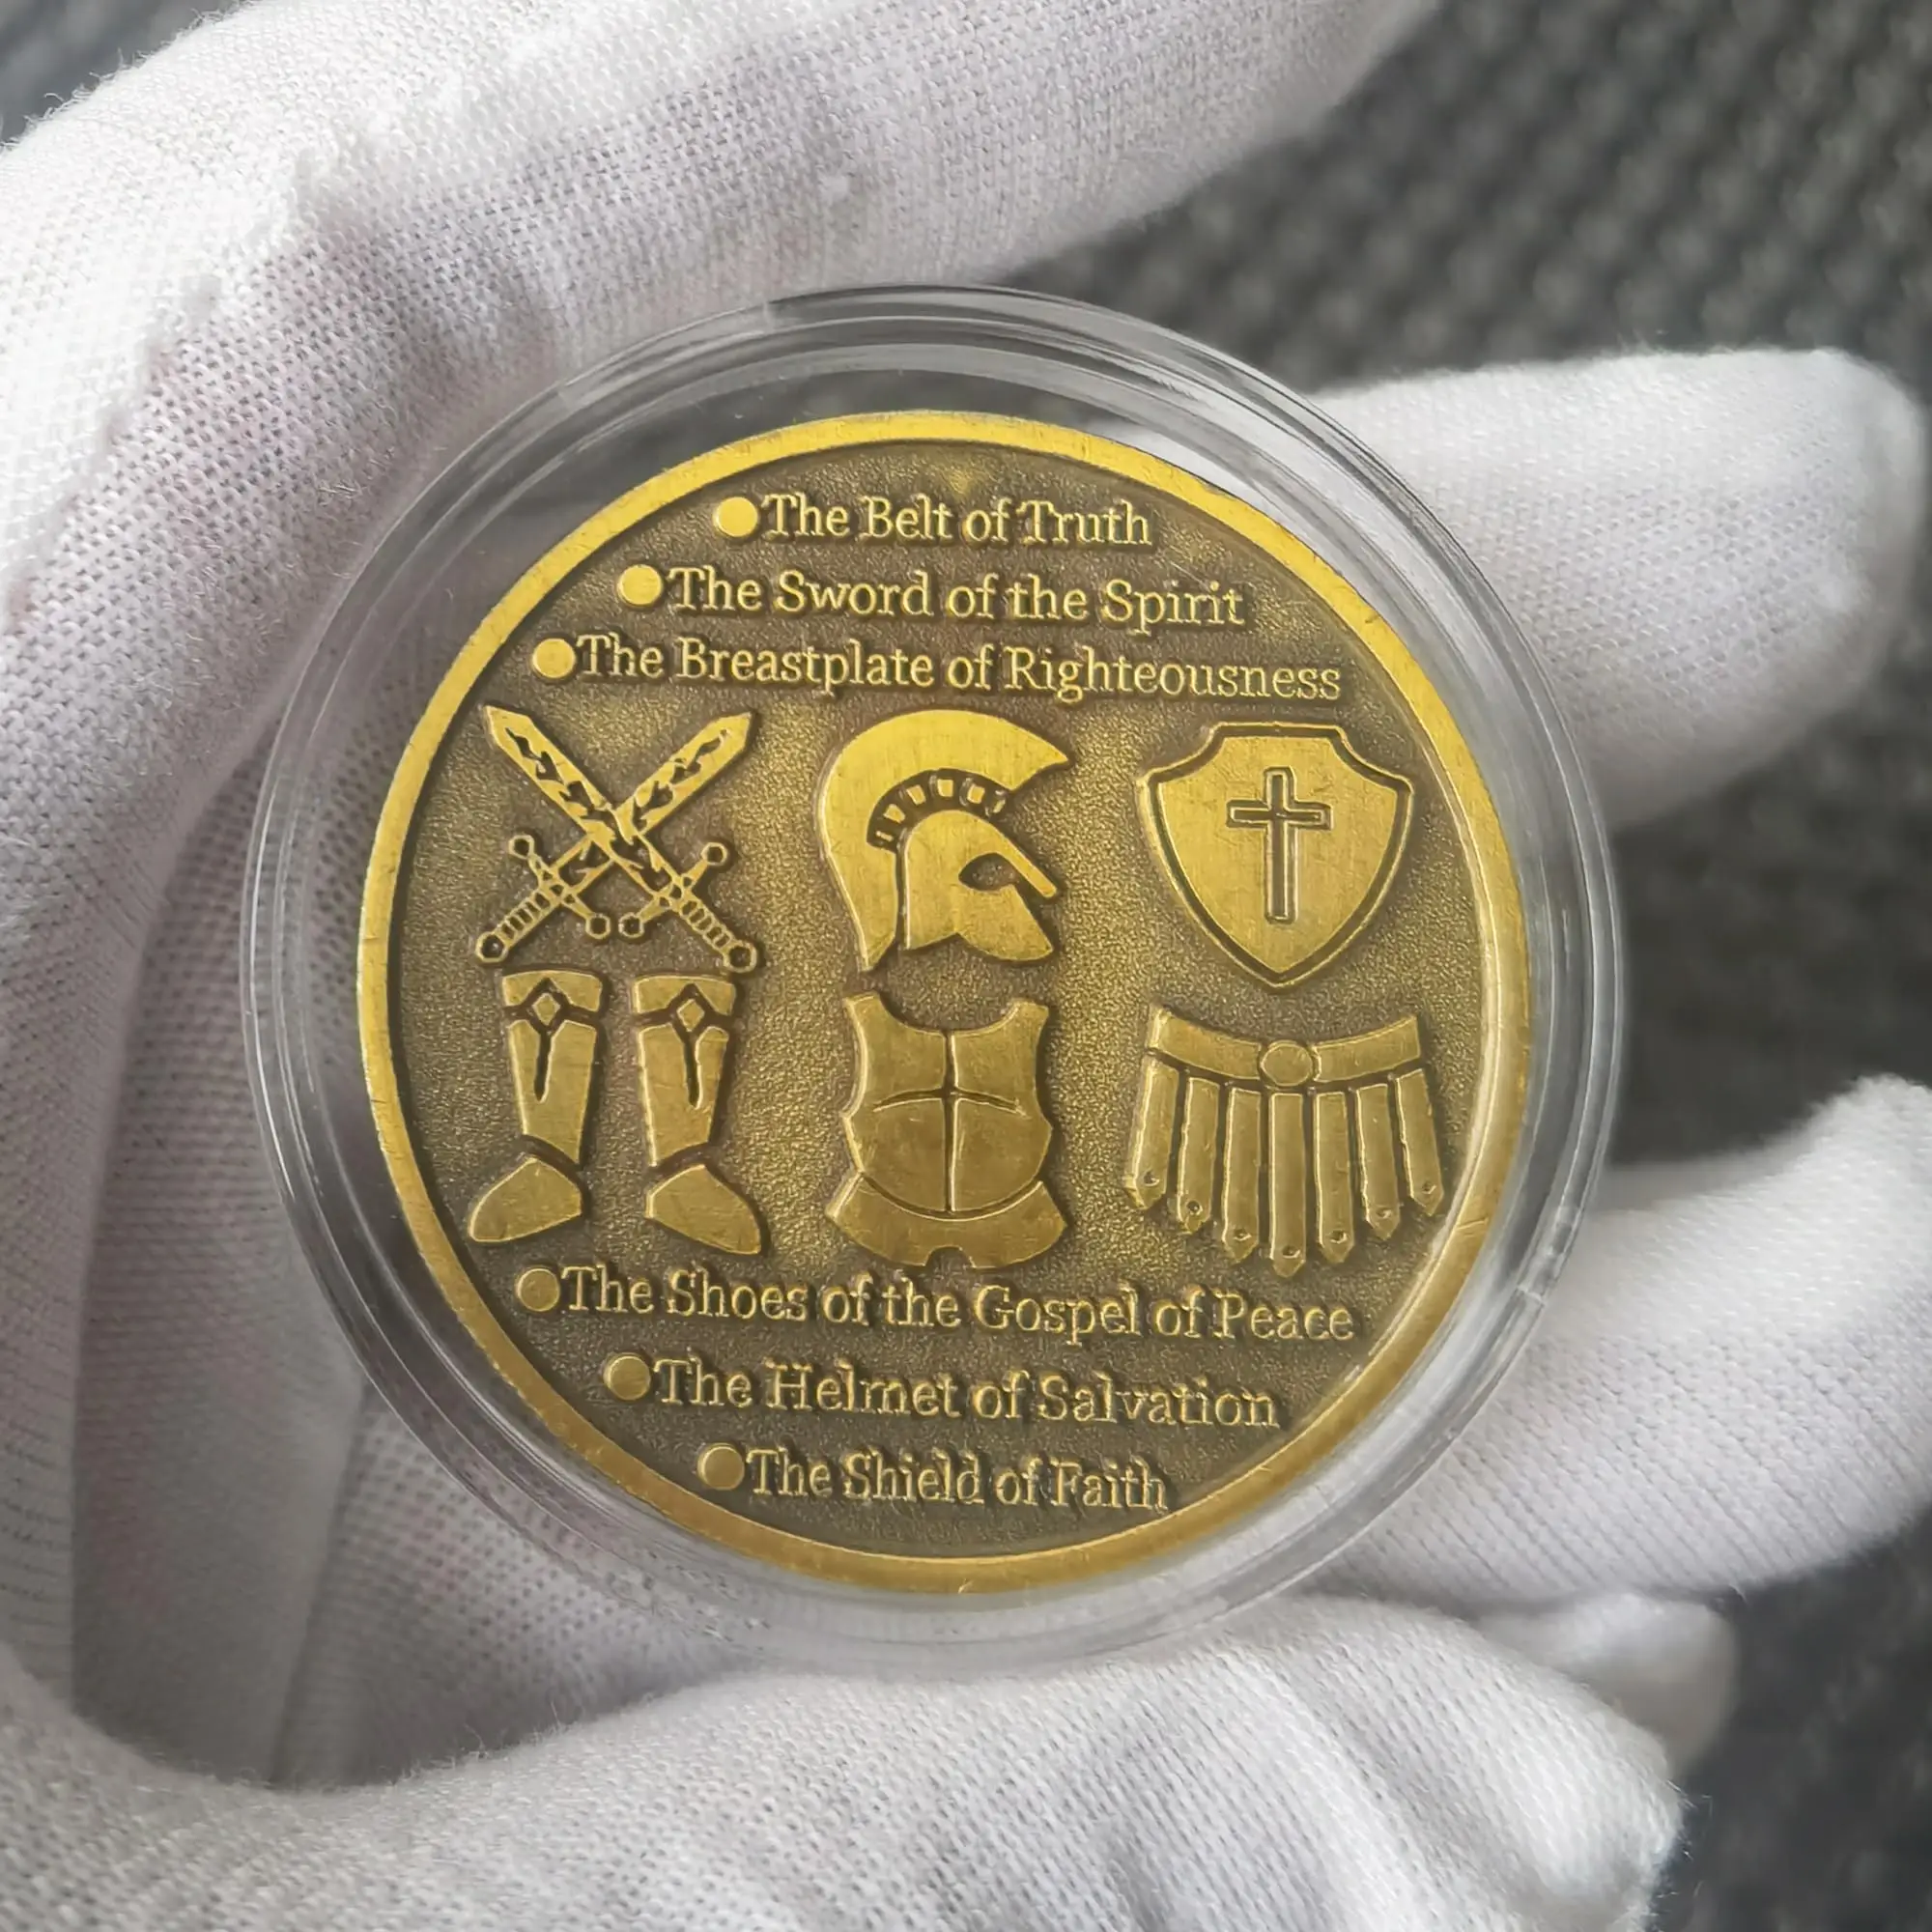 ●The Belt of Truth
●The Sword of the Spirit
●The Breastplate of Righteousness
●The Shoes of the Gospel of Peace
●The Helmet of Salvation
●The Shield of Faith